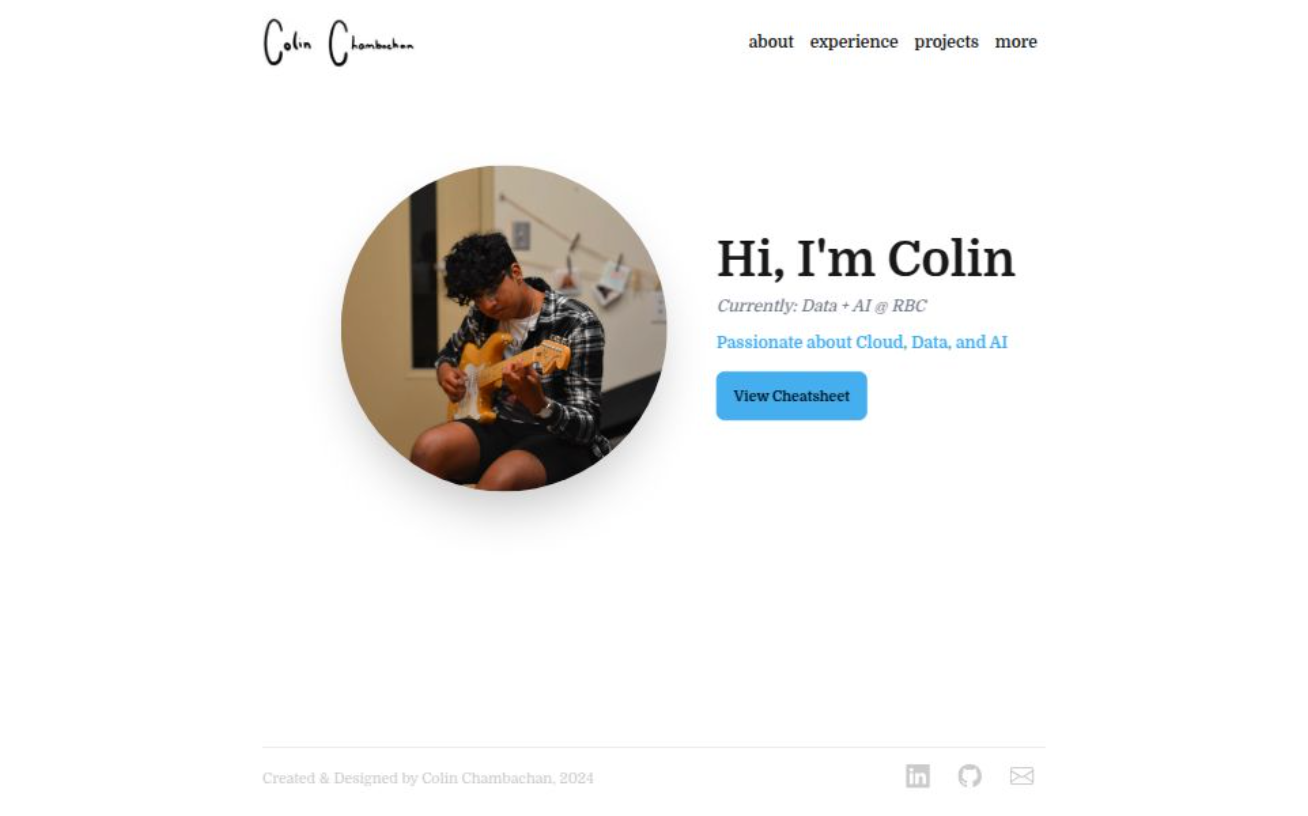 Colin Chambachan
about experience projects more
Hi, I'm Colin
Currently: Data + AI @ RBC
Passionate about Cloud, Data, and AI
View Cheatsheet
Created & Designed by Colin Chambachan, 2024
in